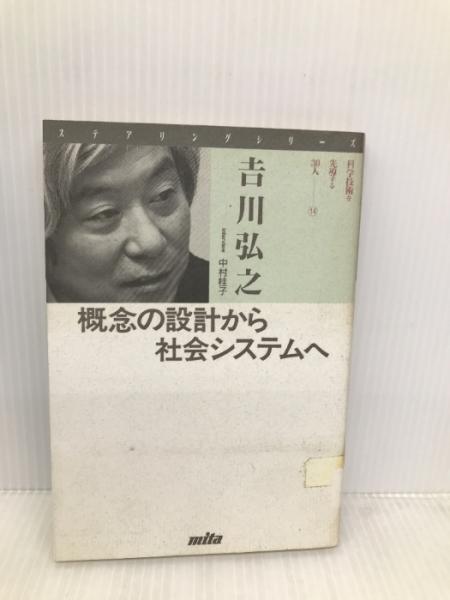 ステアリングシリーズ
科学技術を
先導する
30人——⑭
吉川弘之
中村桂子
概念の設計から
社会システムへ
mita